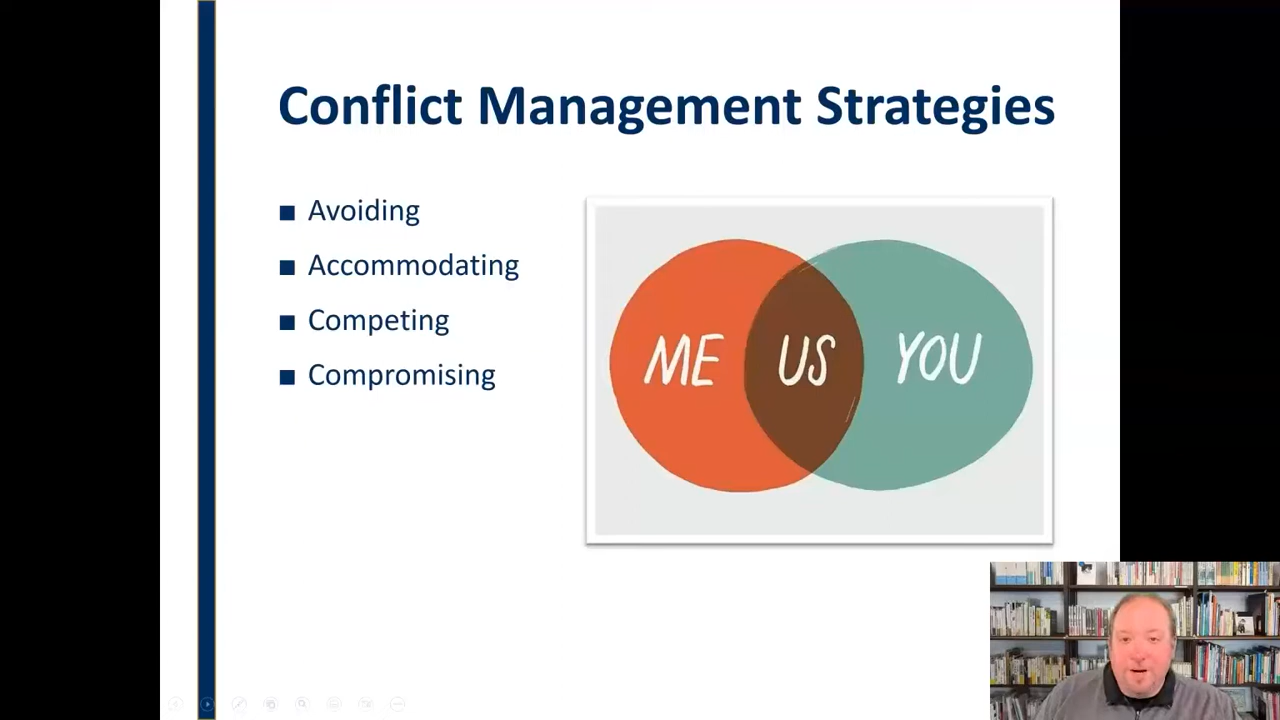 Conflict Management Strategies
Avoiding
Accommodating
Competing
Compromising
ME US YOU